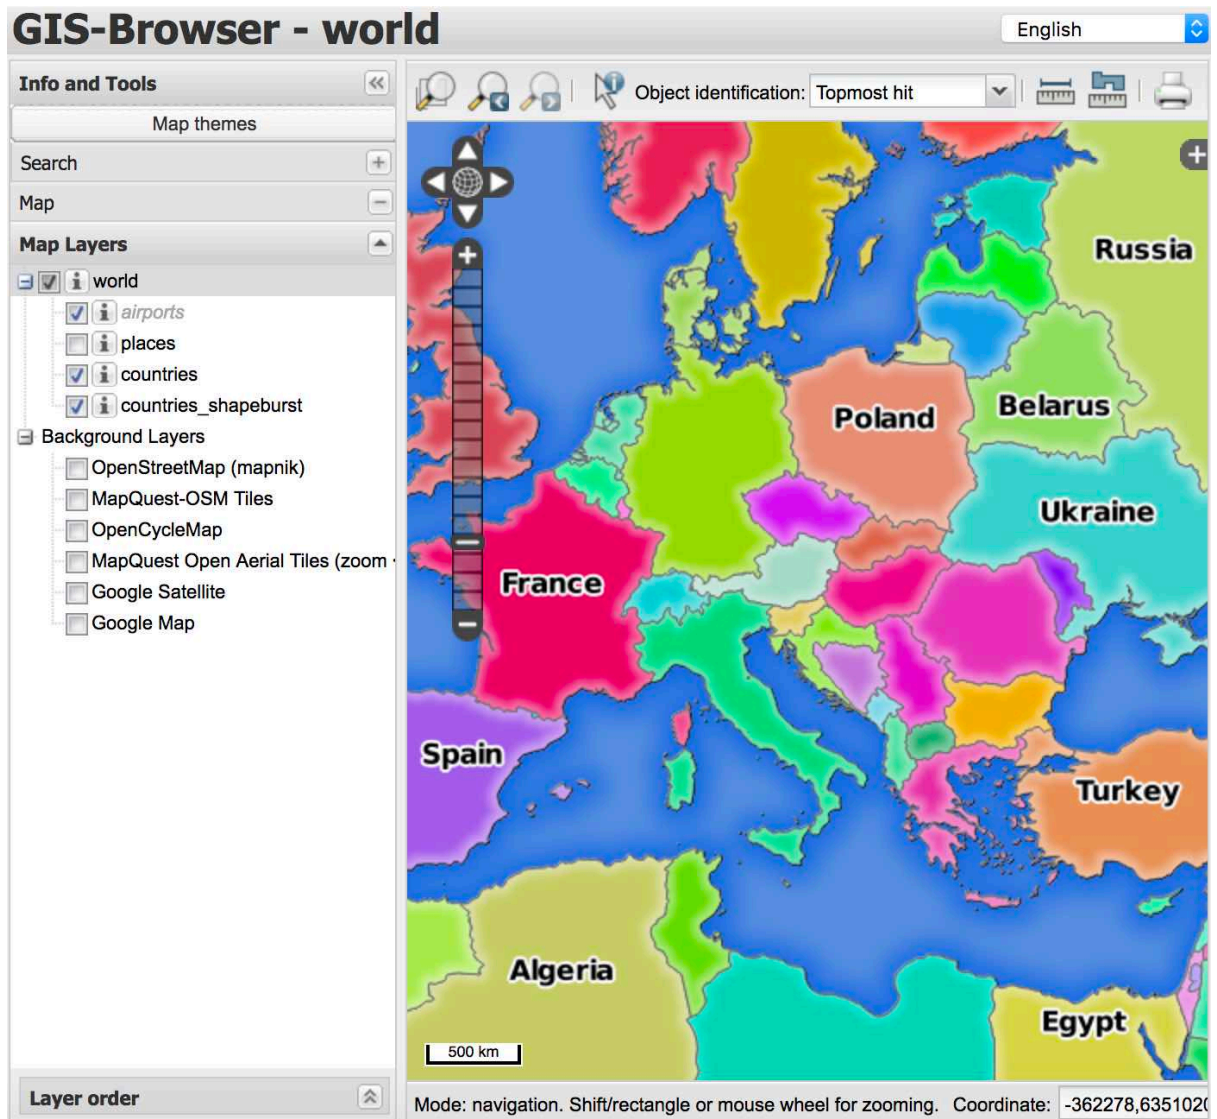 GIS-Browser - world
English
Info and Tools
Map themes
Search
Map
Map Layers
world
airports
places
countries
countries_shapeburst
Background Layers
OpenStreetMap (mapnik)
MapQuest-OSM Tiles
OpenCycleMap
MapQuest Open Aerial Tiles (zoom
Google Satellite
Google Map
Layer order
Object identification: Topmost hit
Russia
Poland
Belarus
Ukraine
France
Spain
Turkey
Algeria
Egypt
500 km
Mode: navigation. Shift/rectangle or mouse wheel for zooming. Coordinate: -362278,6351020